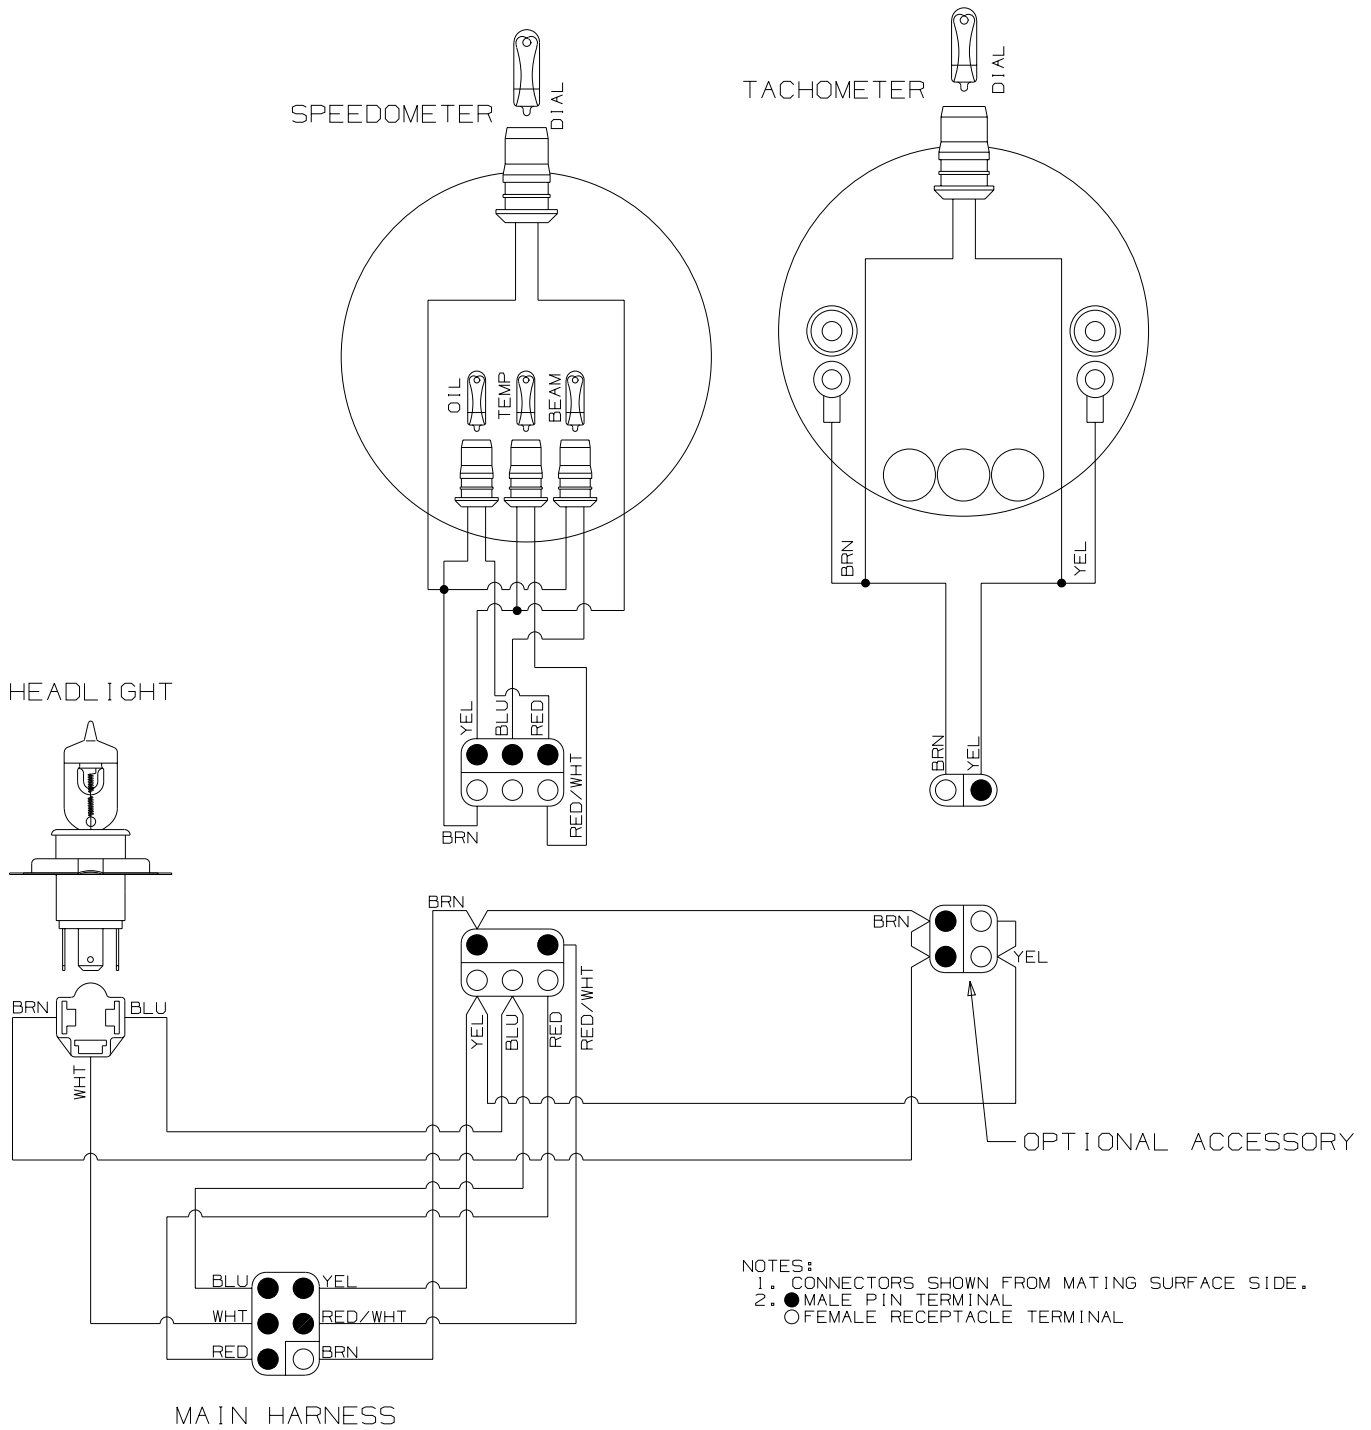 DIAL
TACHOMETER
DIAL
SPEEDOMETER
OIL
TEMP
BEAM
BRN
YEL
HEADLIGHT
YEL
BLU
RED
BRN
YEL
RED/WHT
BRN
BRN
BRN
YEL
BRN
BLU
WHT
YEL
BLU
RED
RED/WHT
OPTIONAL ACCESSORY
BLU
YEL
WHT
RED/WHT
RED
BRN
MAIN HARNESS
NOTES:
1. CONNECTORS SHOWN FROM MATING SURFACE SIDE.
2. MALE PIN TERMINAL
FEMALE RECEPTACLE TERMINAL